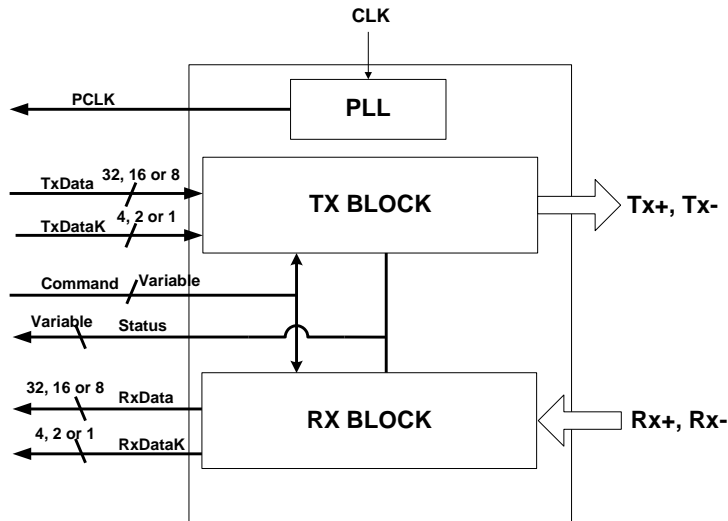 CLK
PCLK
PLL
32, 16 or 8
TxData
TX BLOCK
Tx+, Tx-
4, 2 or 1
TxDataK
Command
Variable
Variable
Status
32, 16 or 8
RxData
RX BLOCK
Rx+, Rx-
4, 2 or 1
RxDataK